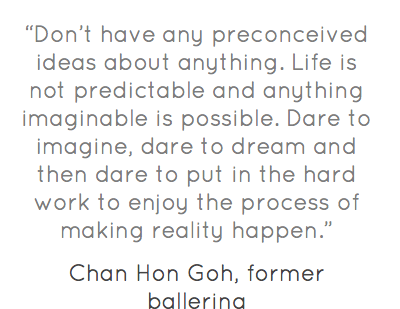 “Don’t have any preconceived
ideas about anything. Life is
not predictable and anything
imaginable is possible. Dare to
imagine, dare to dream and
then dare to put in the hard
work to enjoy the process of
making reality happen.”
Chan Hon Goh, former
ballerina